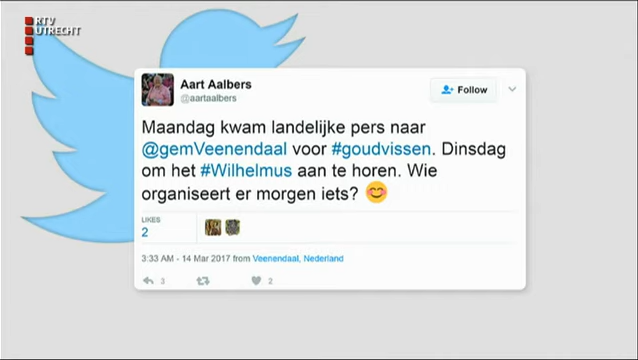 RTV
UTRECHT
Aart Aalbers
@aartaalbers
Follow
Maandag kwam landelijke pers naar
@gemVeenendaal voor #goudvissen. Dinsdag
om het #Wilhelmus aan te horen. Wie
organiseert er morgen iets? 😊
LIKES
2
3:33 AM - 14 Mar 2017 from Veenendaal, Nederland
3 2